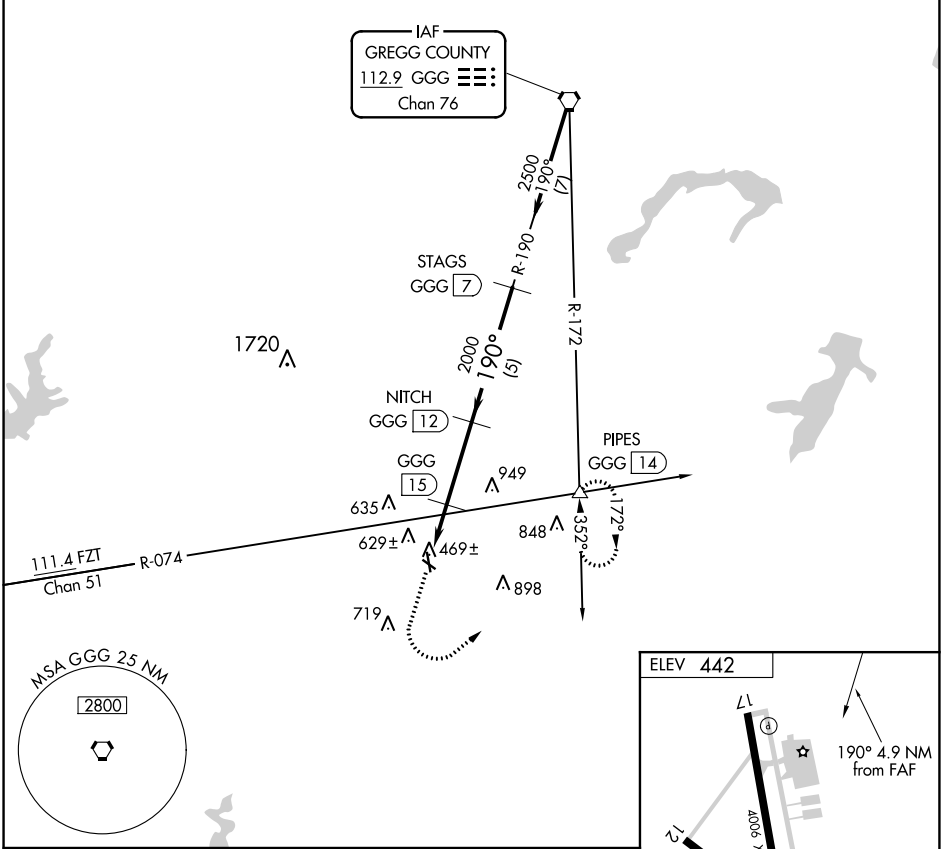 IAF
GREGG COUNTY
112.9 GGG
Chan 76
2500
190°
(7)
R-190
STAGS
GGG 7
R-172
1720
2000
190°
(5)
NITCH
GGG 12
PIPES
GGG 14
GGG
15
949
635
172°
848
352°
629±
469±
111.4 FZT
R-074
Chan 51
898
719
MSA GGG 25 NM
2800
ELEV 442
17
P
190° 4.9 NM
from FAF
4006 X
12